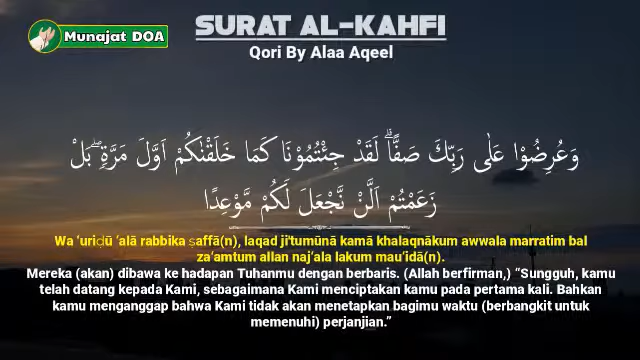 Munajat DOA
SURAT AL-KAHFI
Qori By Alaa Aqeel
وَعُرِضُوْا عَلٰى رَبِّكَ صَفًّاۗ لَقَدْ جِئْتُمُوْنَا كَمَا خَلَقْنٰكُمْ اَوَّلَ مَرَّةٍۢ ۖبَلْ
زَعَمْتُمْ اَلَّنْ نَّجْعَلَ لَكُمْ مَّوْعِدًا
Wa ‘uriḍū ‘alā rabbika ṣaffā(n), laqad ji'tumūnā kamā khalaqnākum awwala marratim bal
za‘amtum allan naj‘ala lakum mau‘idā(n).
Mereka (akan) dibawa ke hadapan Tuhanmu dengan berbaris. (Allah berfirman,) “Sungguh, kamu
telah datang kepada Kami, sebagaimana Kami menciptakan kamu pada pertama kali. Bahkan
kamu menganggap bahwa Kami tidak akan menetapkan bagimu waktu (berbangkit untuk
memenuhi) perjanjian.”